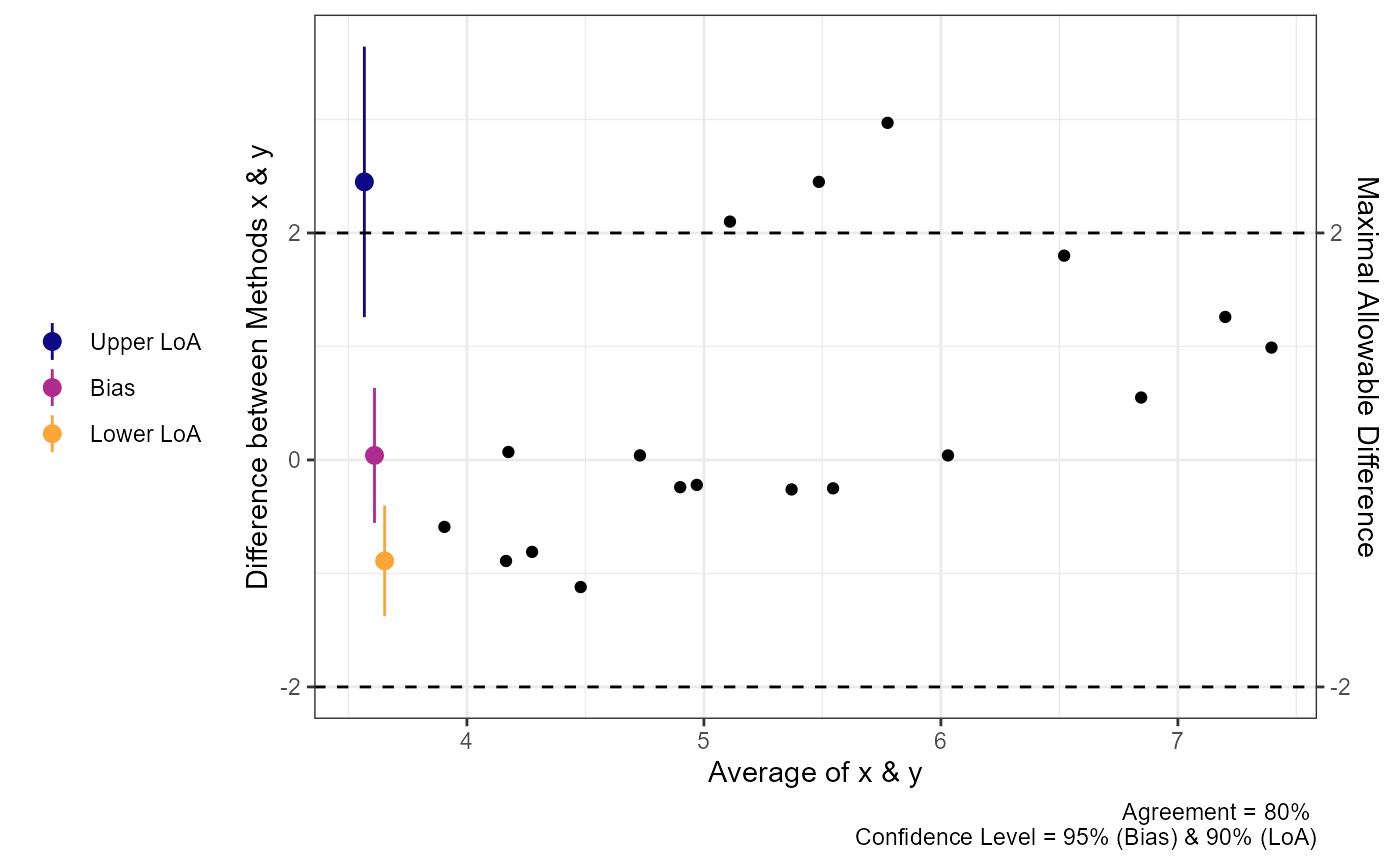 Upper LoA
Bias
Lower LoA
Difference between Methods x & y
2
0
-2
4
5
6
7
Average of x & y
2
-2
Maximal Allowable Difference
Agreement = 80%
Confidence Level = 95% (Bias) & 90% (LoA)